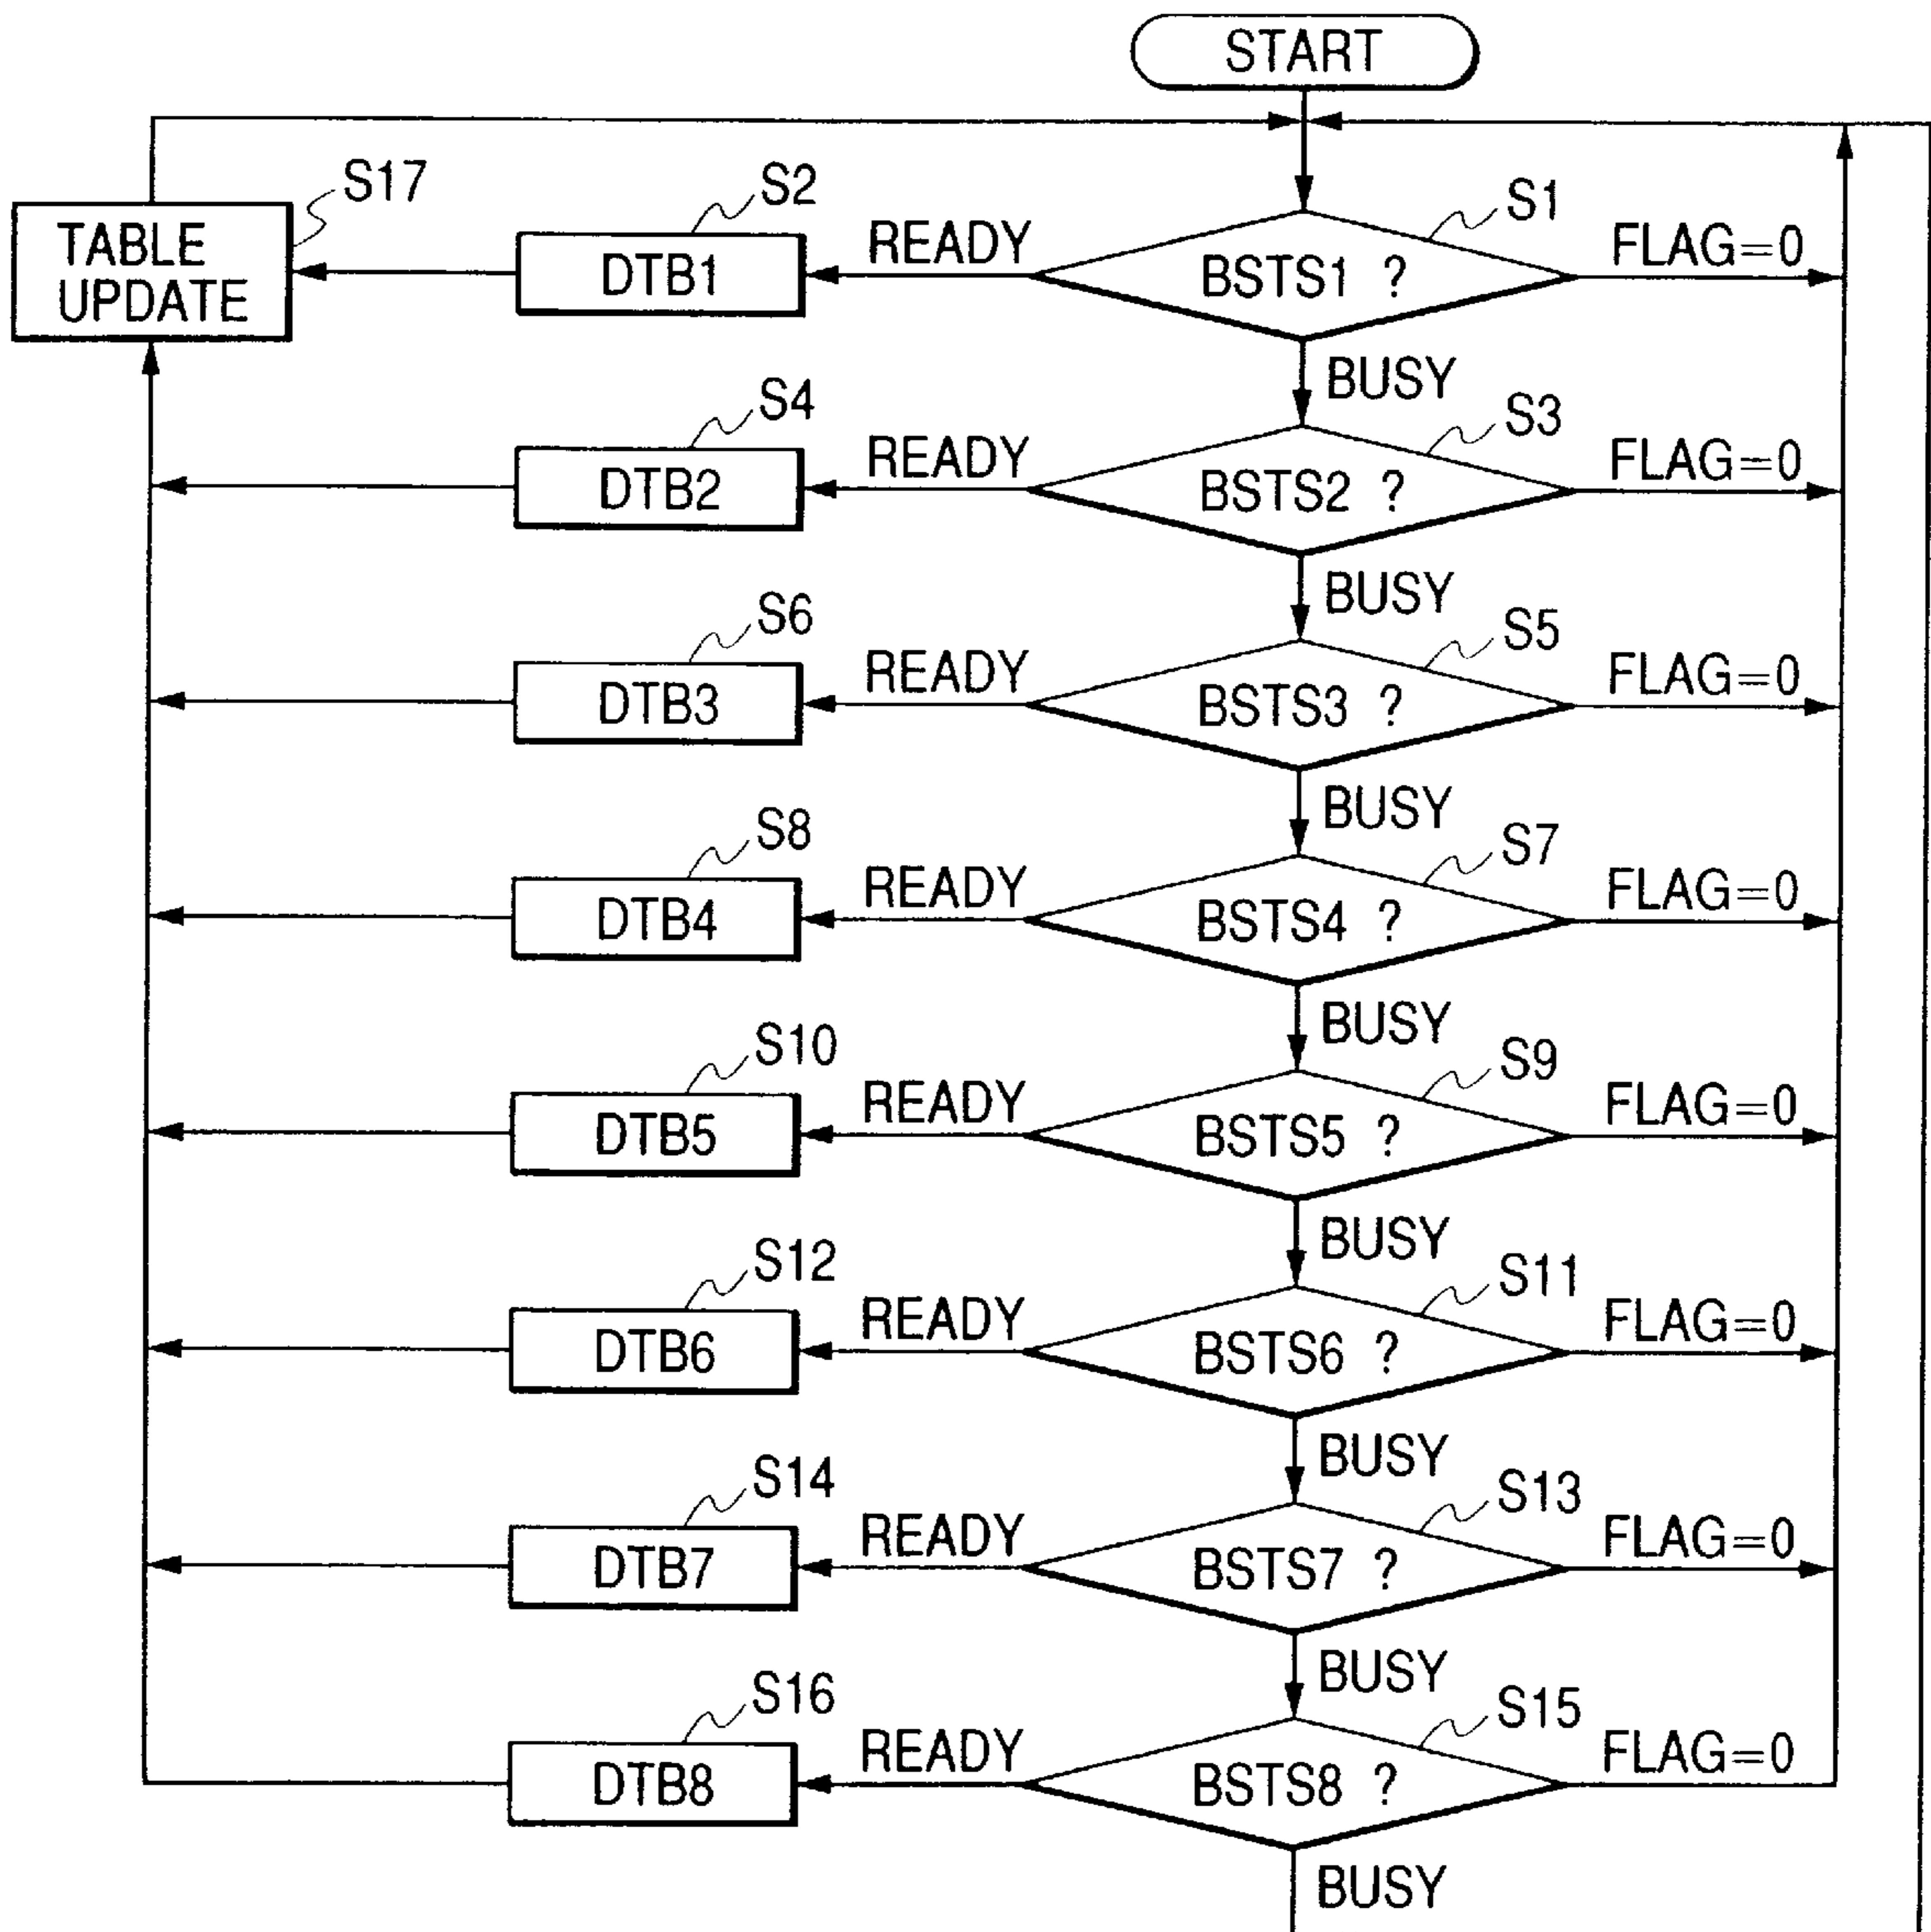 START
S17
S2
S1
TABLE
UPDATE
DTB1
READY
BSTS1 ?
FLAG=0
BUSY
S4
S3
DTB2
READY
BSTS2 ?
FLAG=0
BUSY
S6
S5
DTB3
READY
BSTS3 ?
FLAG=0
BUSY
S8
S7
DTB4
READY
BSTS4 ?
FLAG=0
BUSY
S10
S9
DTB5
READY
BSTS5 ?
FLAG=0
BUSY
S12
S11
DTB6
READY
BSTS6 ?
FLAG=0
BUSY
S14
S13
DTB7
READY
BSTS7 ?
FLAG=0
BUSY
S16
S15
DTB8
READY
BSTS8 ?
FLAG=0
BUSY